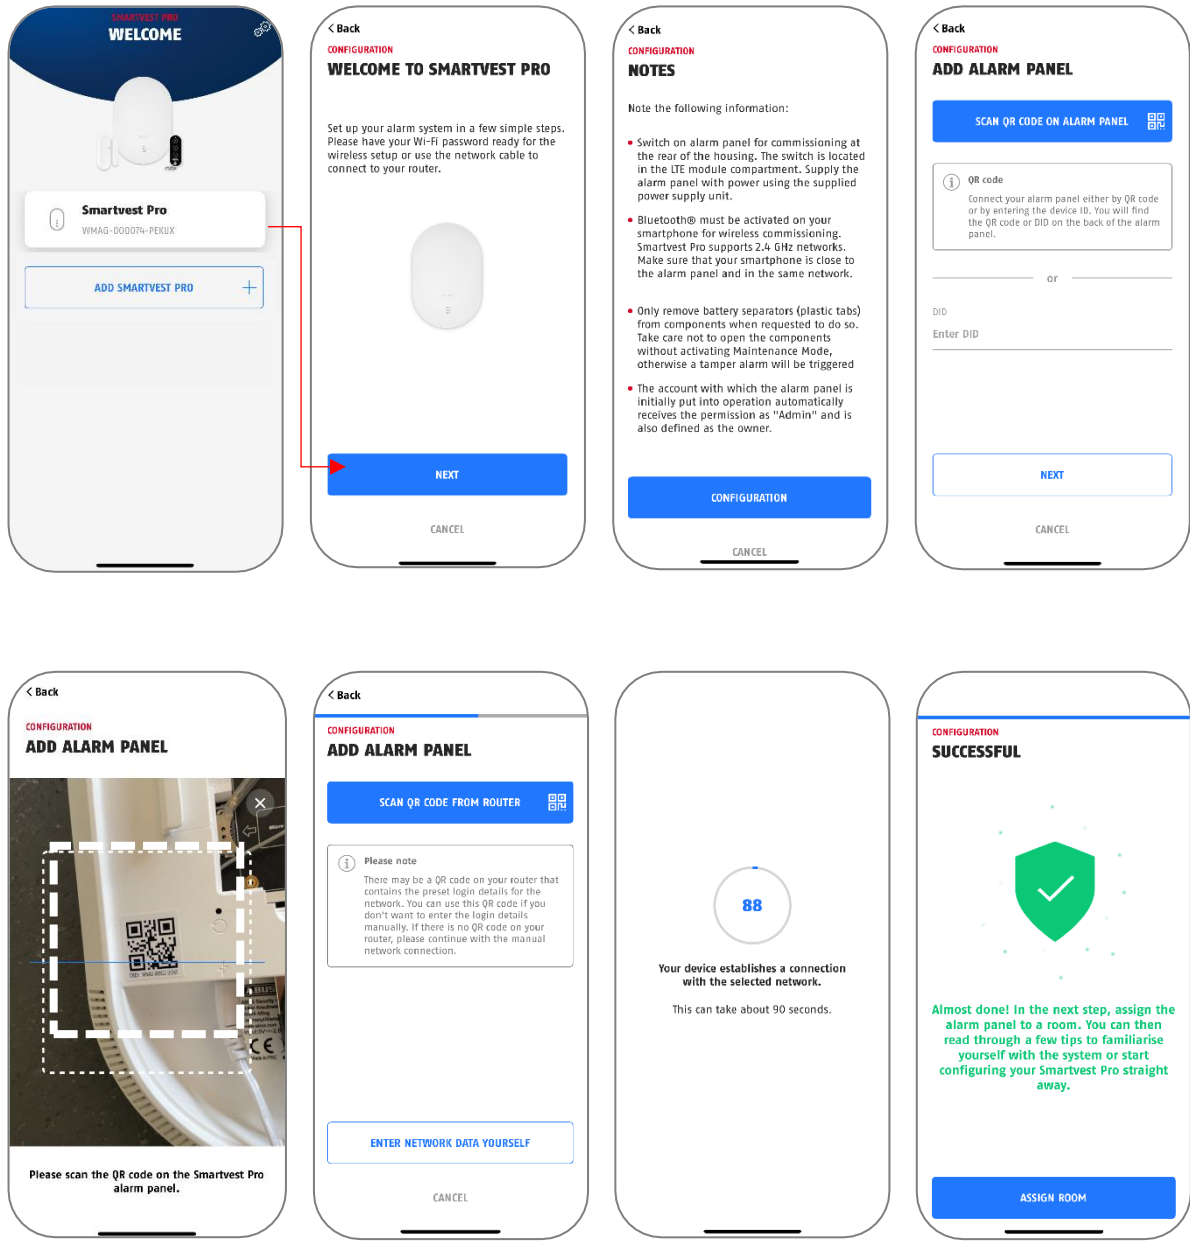 SMARTVEST PRO
WELCOME
Smartvest Pro
WMAG-000074-PEKUX
ADD SMARTVEST PRO
Back
CONFIGURATION
WELCOME TO SMARTVEST PRO
Set up your alarm system in a few simple steps.
Please have your Wi-Fi password ready for the
wireless setup or use the network cable to
connect to your router.
NEXT
CANCEL
Back
CONFIGURATION
NOTES
Note the following information:
Switch on alarm panel for commissioning at
the rear of the housing. The switch is located
in the LTE module compartment. Supply the
alarm panel with power using the supplied
power supply unit.
Bluetooth® must be activated on your
smartphone for wireless commissioning.
Smartvest Pro supports 2.4 GHz networks.
Make sure that your smartphone is close to
the alarm panel and in the same network.
Only remove battery separators (plastic tabs)
from components when requested to do so.
Take care not to open the components
without activating Maintenance Mode,
otherwise a tamper alarm will be triggered
The account with which the alarm panel is
initially put into operation automatically
receives the permission as "Admin" and is
also defined as the owner.
CONFIGURATION
CANCEL
Back
CONFIGURATION
ADD ALARM PANEL
SCAN QR CODE ON ALARM PANEL
QR code
Connect your alarm panel either by QR code
or by entering the device ID. You will find
the QR code or DID on the back of the alarm
panel.
or
DID
Enter DID
NEXT
CANCEL
Back
CONFIGURATION
ADD ALARM PANEL
ABUS
CE
Please scan the QR code on the Smartvest Pro
alarm panel.
Back
CONFIGURATION
ADD ALARM PANEL
SCAN QR CODE FROM ROUTER
Please note
There may be a QR code on your router that
contains the preset login details for the
network. You can use this QR code if you
don't want to enter the login details
manually. If there is no QR code on your
router, please continue with the manual
network connection.
ENTER NETWORK DATA YOURSELF
CANCEL
88
Your device establishes a connection
with the selected network.
This can take about 90 seconds.
CONFIGURATION
SUCCESSFUL
Almost done! In the next step, assign the
alarm panel to a room. You can then
read through a few tips to familiarise
yourself with the system or start
configuring your Smartvest Pro straight
away.
ASSIGN ROOM